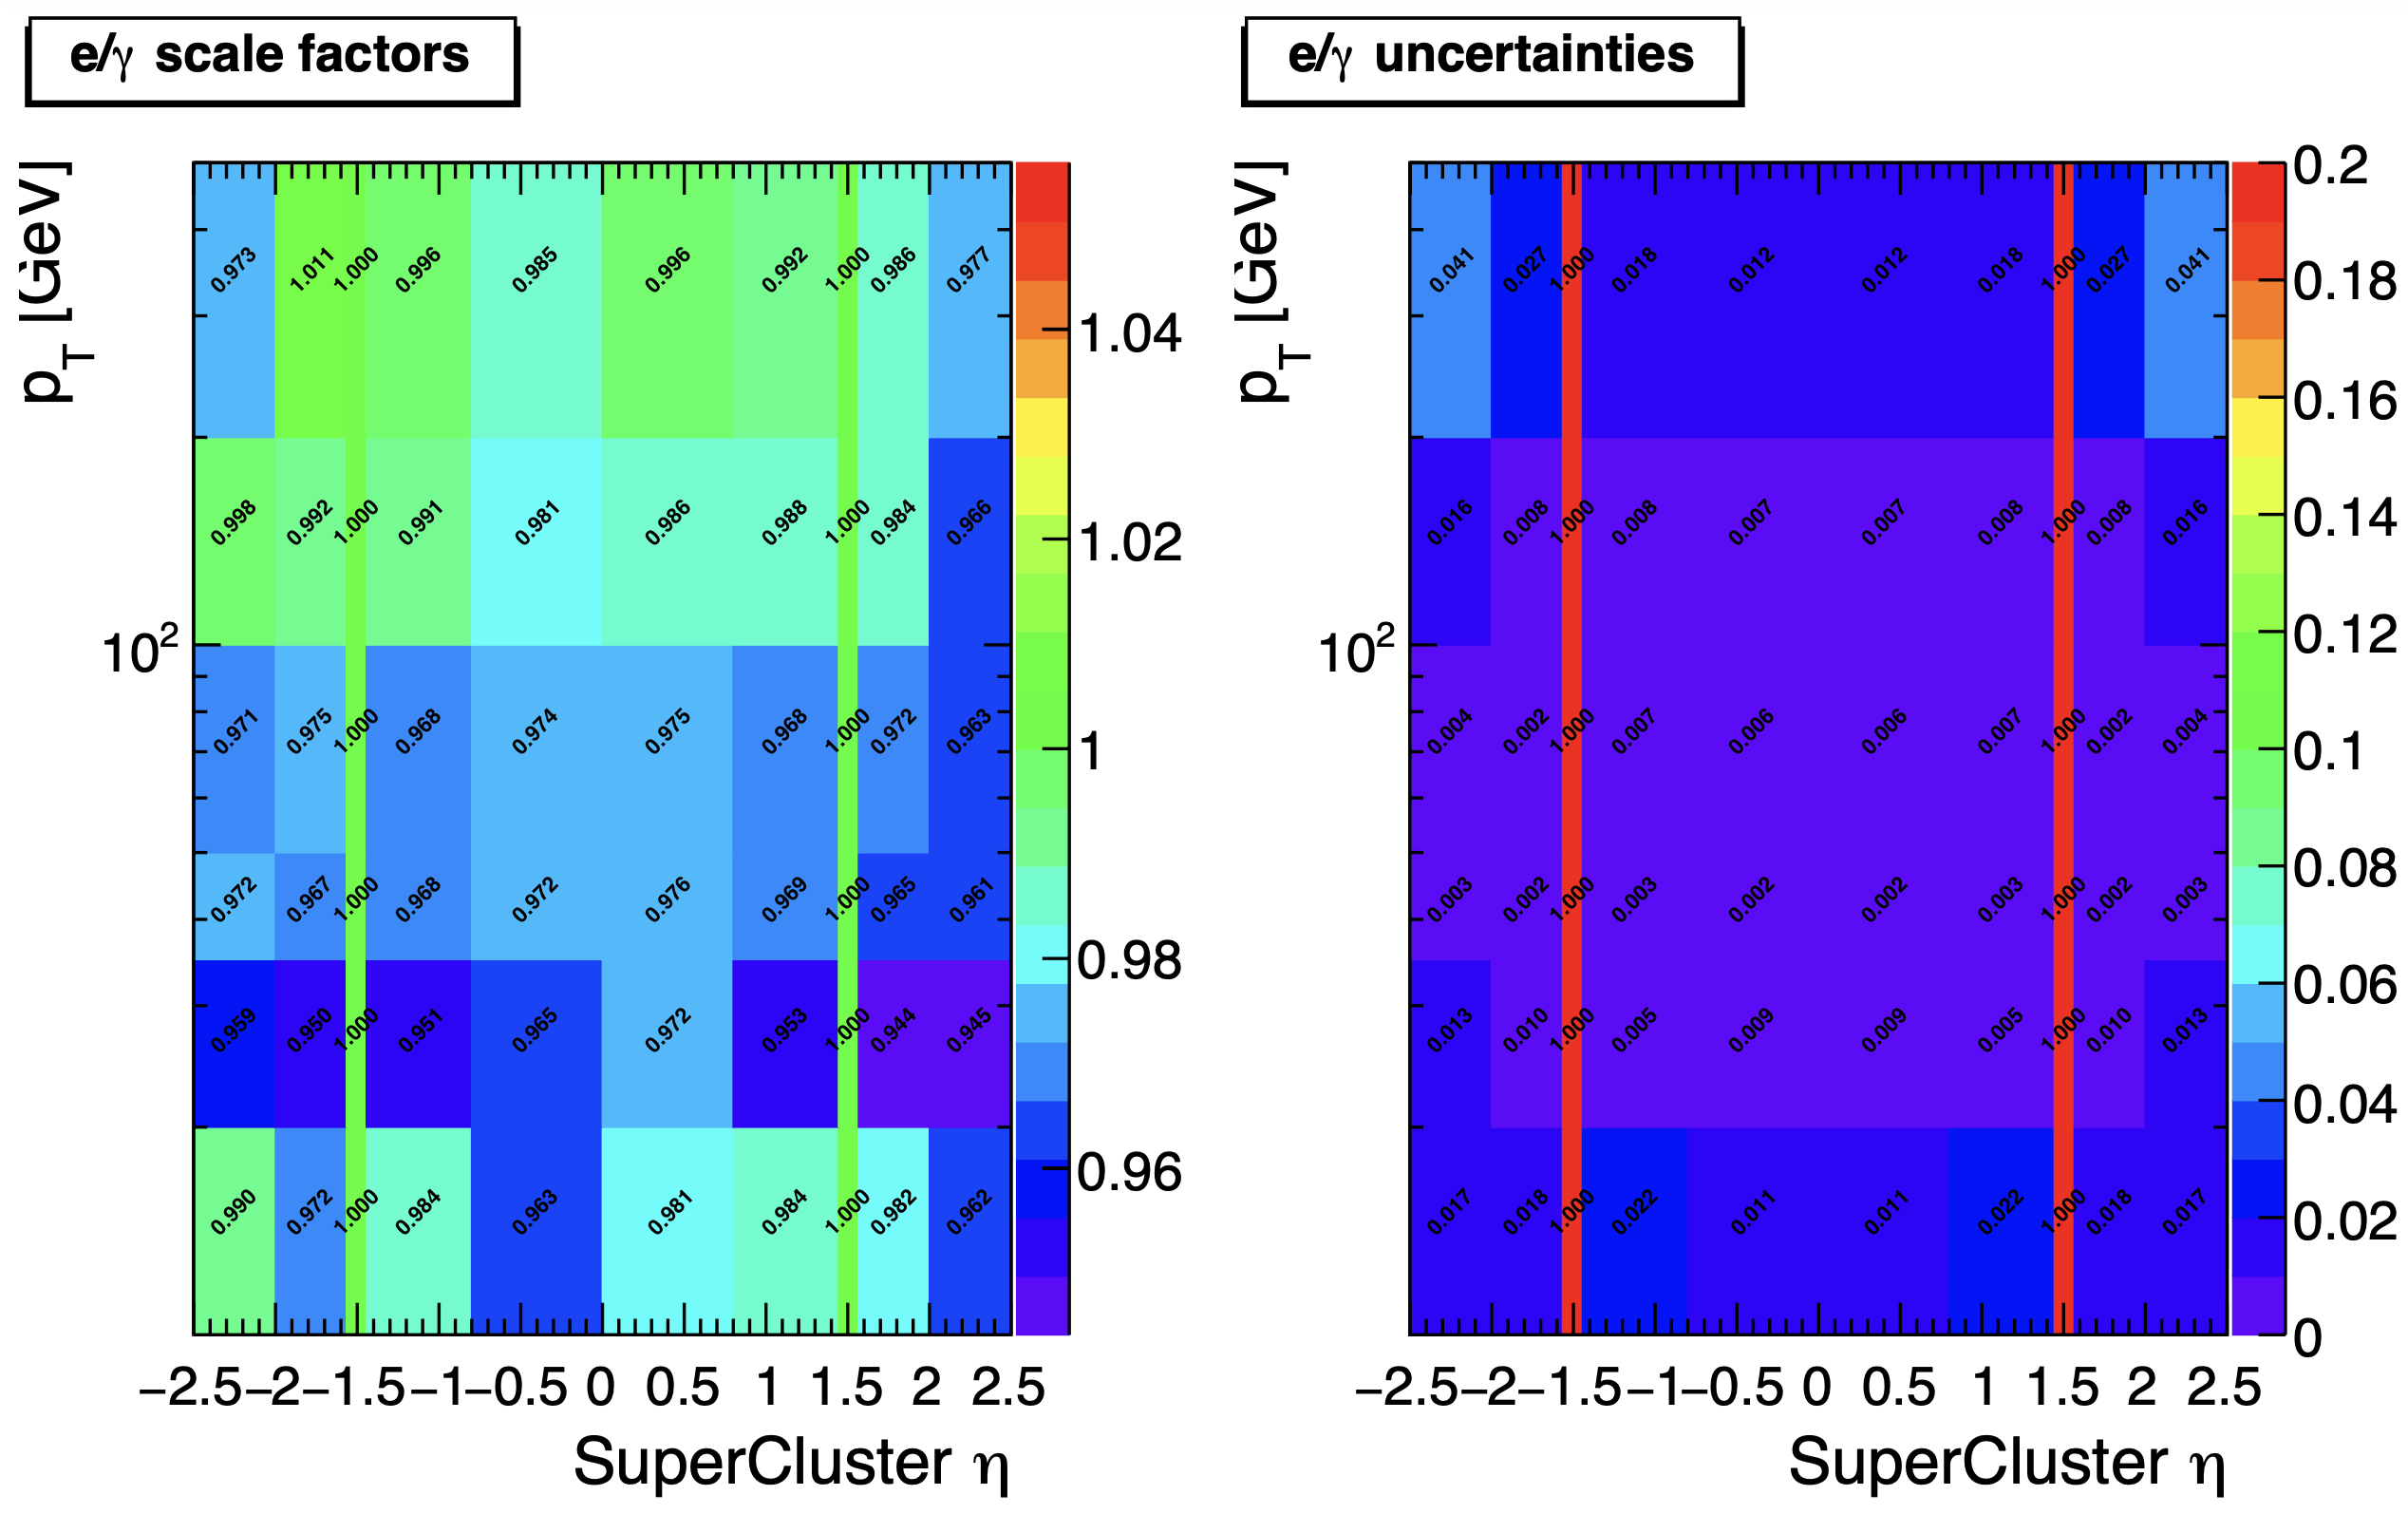 e/γ scale factors
p_T [GeV]
0.973 1.011 1.000 0.996 0.985 0.996 0.992 1.000 0.986 0.977
0.998 0.992 1.000 0.991 0.981 0.986 0.988 1.000 0.984 0.966
10²
0.971 0.975 1.000 0.968 0.974 0.975 0.968 1.000 0.972 0.963
0.972 0.967 1.000 0.968 0.972 0.976 0.969 1.000 0.965 0.961
0.959 0.950 1.000 0.951 0.965 0.972 0.953 1.000 0.944 0.945
0.990 0.972 1.000 0.984 0.963 0.981 0.984 1.000 0.982 0.962
−2.5 −2 −1.5 −1 −0.5 0 0.5 1 1.5 2 2.5
SuperCluster η
1.04
1.02
1
0.98
0.96
e/γ uncertainties
p_T [GeV]
0.041 0.027 1.000 0.018 0.012 0.012 0.018 1.000 0.027 0.041
0.016 0.008 1.000 0.008 0.007 0.007 0.008 1.000 0.008 0.016
10²
0.004 0.002 1.000 0.007 0.006 0.006 0.007 1.000 0.002 0.004
0.003 0.002 1.000 0.003 0.002 0.002 0.003 1.000 0.002 0.003
0.013 0.010 1.000 0.005 0.009 0.009 0.005 1.000 0.010 0.013
0.017 0.018 1.000 0.022 0.011 0.011 0.022 1.000 0.018 0.017
−2.5 −2 −1.5 −1 −0.5 0 0.5 1 1.5 2 2.5
SuperCluster η
0.2
0.18
0.16
0.14
0.12
0.1
0.08
0.06
0.04
0.02
0